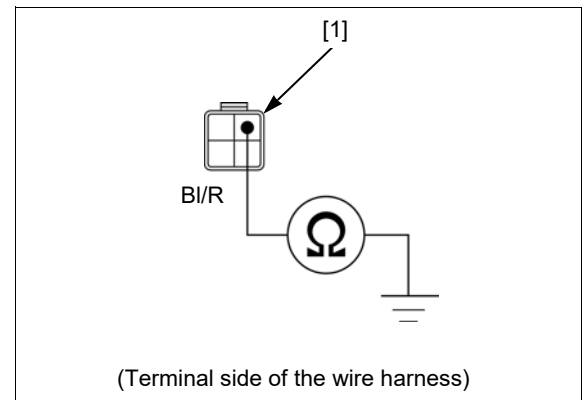 [1]
Bl/R
Ω
(Terminal side of the wire harness)